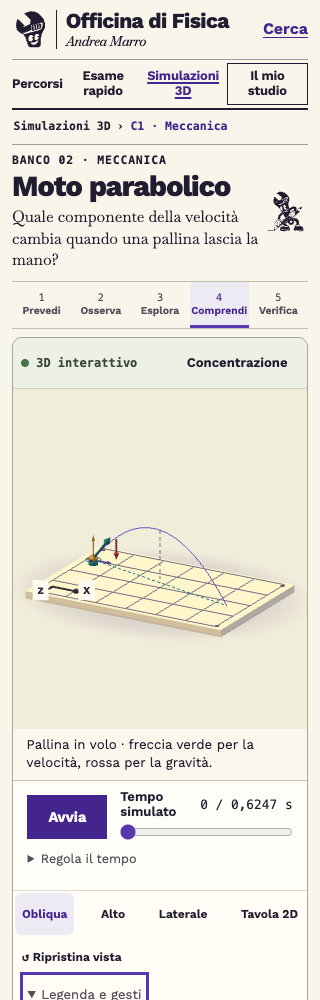 Officina di Fisica
Andrea Marro
Cerca
Percorsi
Esame rapido
Simulazioni 3D
Il mio studio
Simulazioni 3D › C1 · Meccanica
BANCO 02 · MECCANICA
Moto parabolico
Quale componente della velocità
cambia quando una pallina lascia la
mano?
1 Prevedi
2 Osserva
3 Esplora
4 Comprendi
5 Verifica
3D interattivo
Concentrazione
z
x
Pallina in volo · freccia verde per la
velocità, rossa per la gravità.
Avvia
Tempo simulato
0 / 0,6247 s
▶ Regola il tempo
Obliqua
Alto
Laterale
Tavola 2D
↺ Ripristina vista
▼ Legenda e gesti